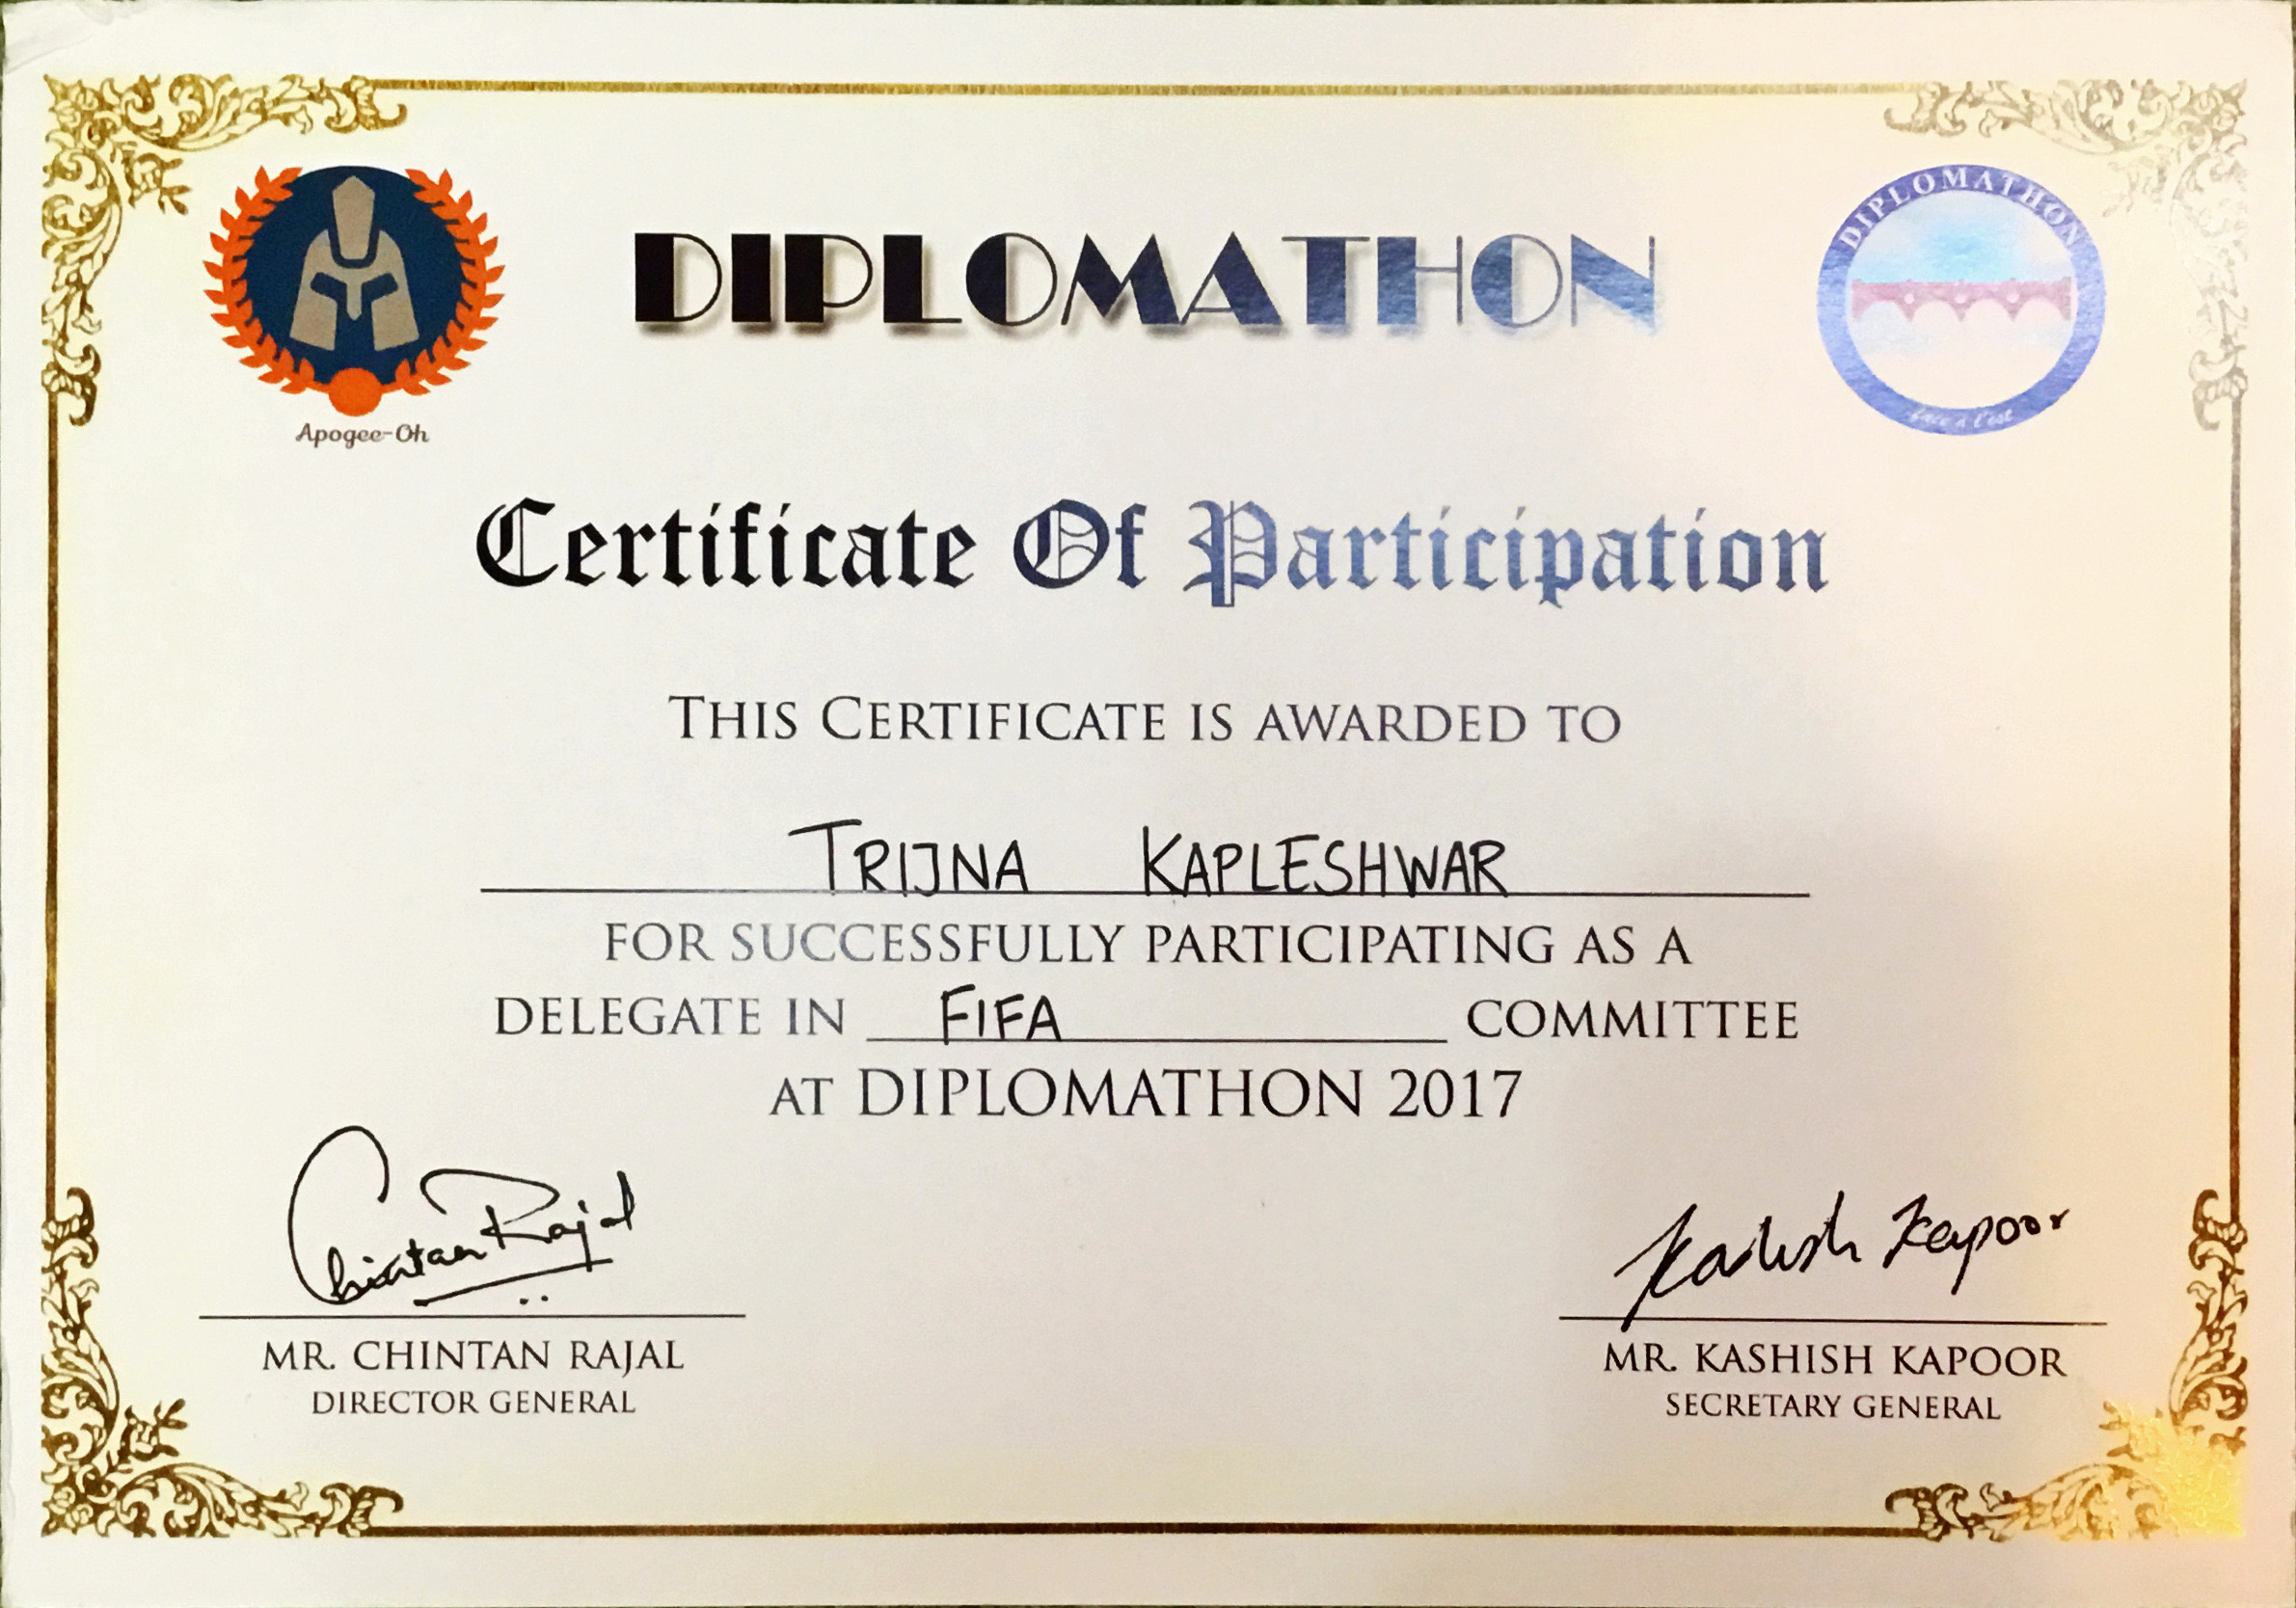 DIPLOMATHON
DIPLOMATHON
Apogee-Oh
Certificate Of Participation
THIS CERTIFICATE IS AWARDED TO
TRIJNA KAPLESHWAR
FOR SUCCESSFULLY PARTICIPATING AS A
DELEGATE IN FIFA COMMITTEE
AT DIPLOMATHON 2017
Chintan Rajal
Kashish Kapoor
MR. CHINTAN RAJAL
MR. KASHISH KAPOOR
DIRECTOR GENERAL
SECRETARY GENERAL